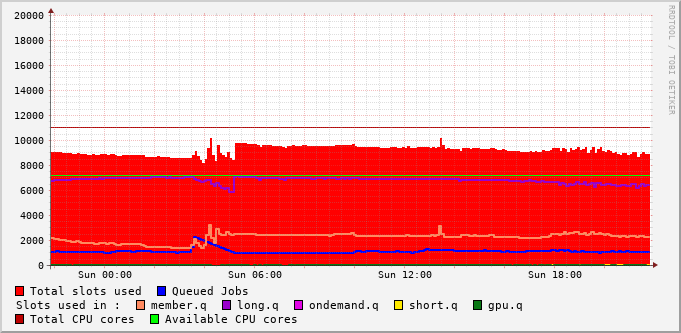 20000
18000
16000
14000
12000
10000
8000
6000
4000
2000
0
Sun 00:00 Sun 06:00 Sun 12:00 Sun 18:00
RRDTOOL / TOBI OETIKER
Total slots used Queued Jobs
Slots used in : member.q long.q ondemand.q short.q gpu.q
Total CPU cores Available CPU cores